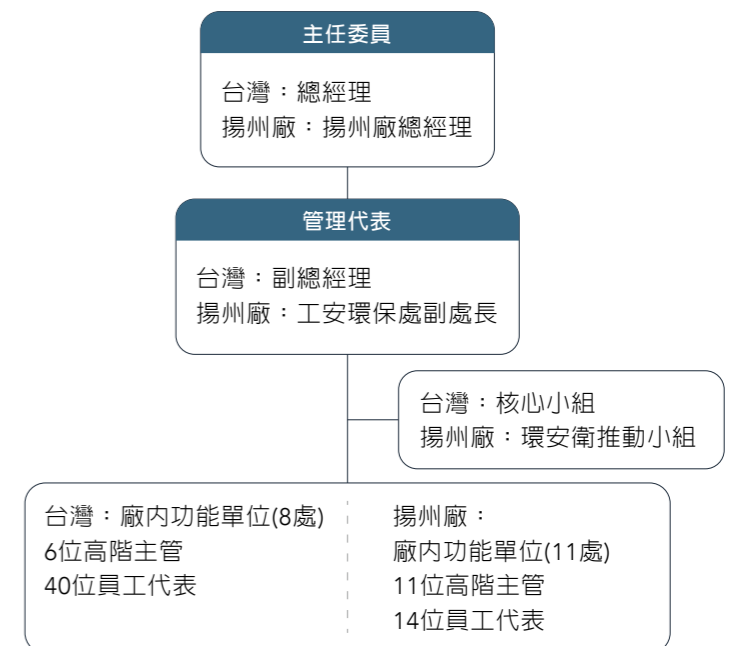 主任委員
台灣：總經理
揚州廠：揚州廠總經理
管理代表
台灣：副總經理
揚州廠：工安環保處副處長
台灣：核心小組
揚州廠：環安衛推動小組
台灣：廠內功能單位(8處)
6位高階主管
40位員工代表
揚州廠：
廠內功能單位(11處)
11位高階主管
14位員工代表